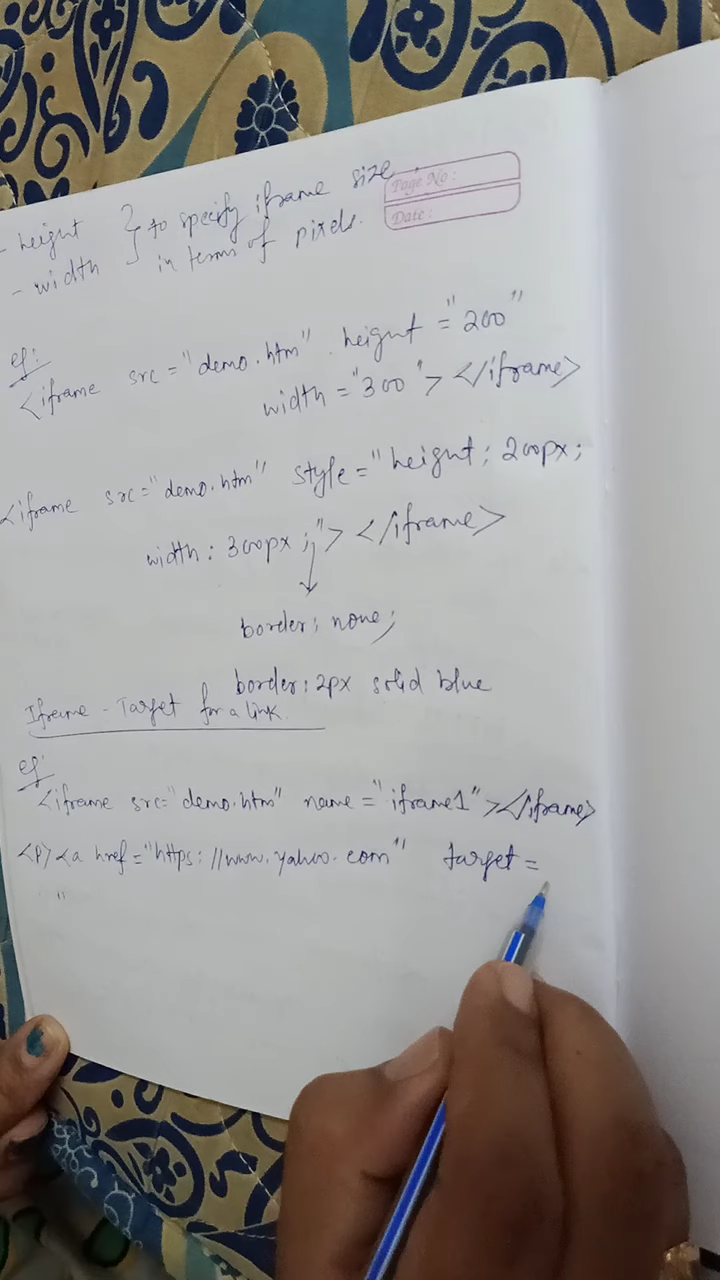 Page No :
Date :
- height } to specify iframe size.
- width in terms of pixels.
eg:
<iframe src="demo.htm" height="200"
width="300"></iframe>
<iframe src="demo.htm" style="height: 200px;
width: 300px;"></iframe>
border: none;
border: 2px solid blue
Iframe - Target for a link.
eg:
<iframe src="demo.htm" name="iframe1"></iframe>
<p><a href="https://www.yahoo.com" target=
"